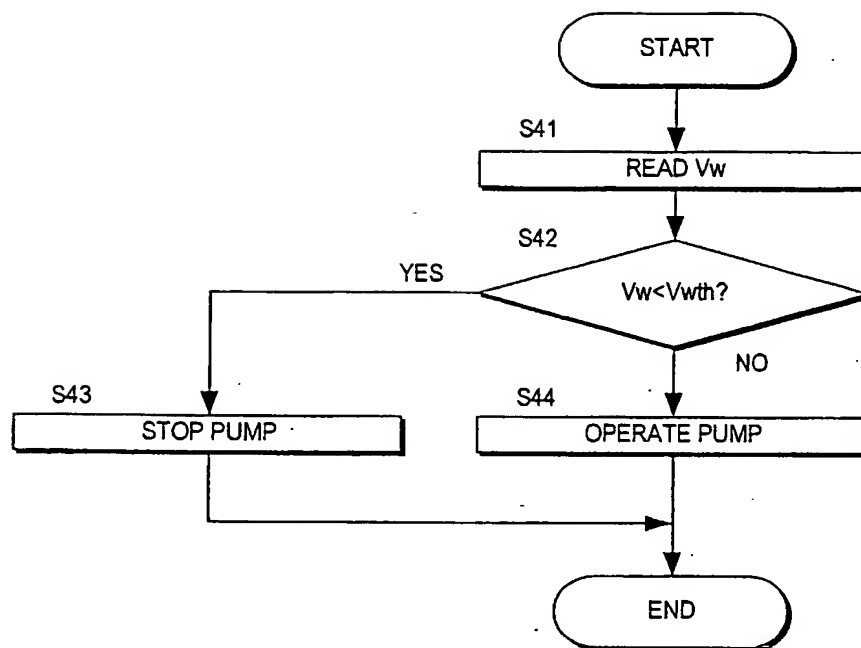 START
S41
READ Vw
S42
YES
Vw<Vwth?
NO
S43
STOP PUMP
S44
OPERATE PUMP
END